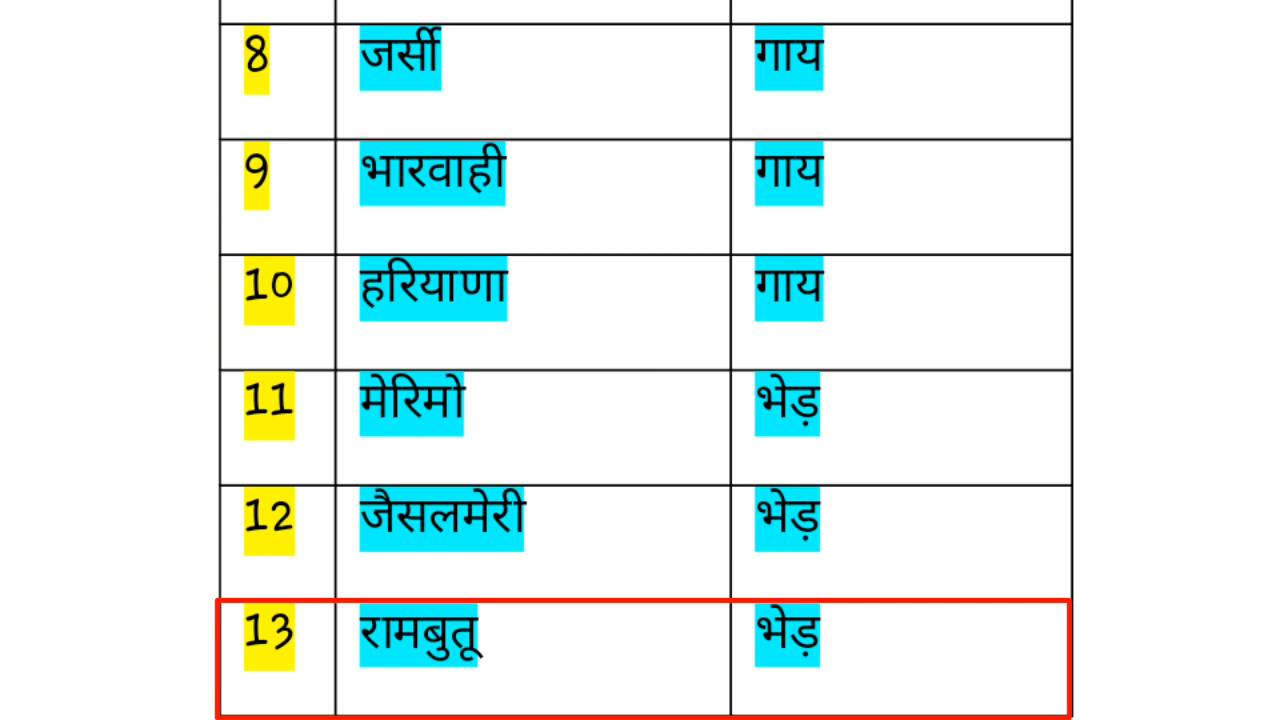 8 जर्सी गाय
9 भारवाही गाय
10 हरियाणा गाय
11 मेरिमो भेड़
12 जैसलमेरी भेड़
13 रामबुतू भेड़